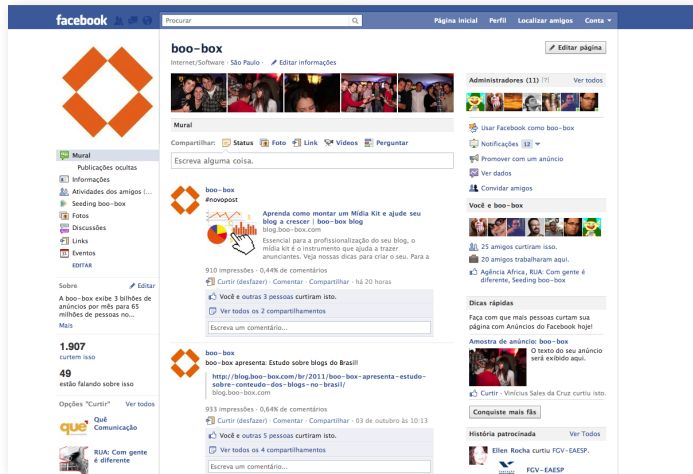 facebook
Procurar
Página inicial Perfil Localizar amigos Conta
boo-box
Internet/Software · São Paulo · Editar informações
Editar página
Mural
Compartilhar: Status Foto Link Vídeos Perguntar
Escreva alguma coisa.
Mural
Publicações ocultas
Informações
Atividades dos amigos (...
Seeding boo-box
Fotos
Discussões
Links
Eventos
EDITAR
Sobre Editar
A boo-box exibe 3 bilhões de
anúncios por mês para 65
milhões de pessoas no...
Mais
1.907
curtem isso
49
estão falando sobre isso
Opções "Curtir" Ver todos
que
Quê
Comunicação
RUA: Com gente
é diferente
boo-box
#novopost
Aprenda como montar um Mídia Kit e ajude seu
blog a crescer | boo-box blog
blog.boo-box.com
Essencial para a profissionalização do seu blog, o
mídia kit é o instrumento que ajuda a trazer
anunciantes. Veja nossas dicas para criar o seu. Para a
910 impressões · 0,44% de comentários
Curtir (desfazer) · Comentar · Compartilhar · há 20 horas
Você e outras 3 pessoas curtiram isto.
Ver todos os 2 compartilhamentos
Escreva um comentário...
boo-box
boo-box apresenta: Estudo sobre blogs do Brasil!
http://blog.boo-box.com/br/2011/boo-box-apresenta-estudo-
sobre-conteudo-dos-blogs-no-brasil/
blog.boo-box.com
933 impressões · 0,64% de comentários
Curtir (desfazer) · Comentar · Compartilhar · 03 de outubro às 10:13
Você e outras 5 pessoas curtiram isto.
Ver todos os 4 compartilhamentos
Escreva um comentário...
Administradores (11) [?] Ver todos
Usar Facebook como boo-box
Notificações 12
Promover com um anúncio
Ver dados
Convidar amigos
Você e boo-box
25 amigos curtiram isso.
20 amigos trabalharam aqui.
Agência Africa, RUA: Com gente é
diferente, Seeding boo-box
Dicas rápidas
Faça com que mais pessoas curtam sua
página com Anúncios do Facebook hoje!
Amostra de anúncio: boo-box
O texto do seu anúncio
será exibido aqui.
Curtir · Vinícius Sales da Cruz curtiu isto.
Conquiste mais fãs
História patrocinada Ver Todos
Ellen Rocha curtiu FGV-EAESP.
FGV-EAESP